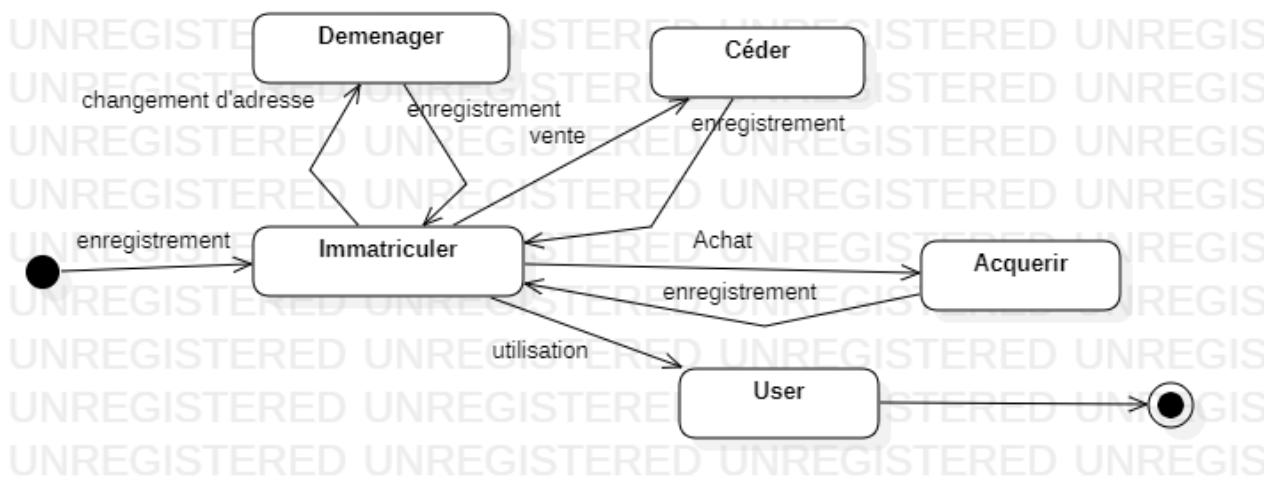 Demenager
Céder
changement d'adresse
enregistrement
vente
enregistrement
enregistrement
Immatriculer
Achat
Acquerir
enregistrement
utilisation
User
UNREGISTERED